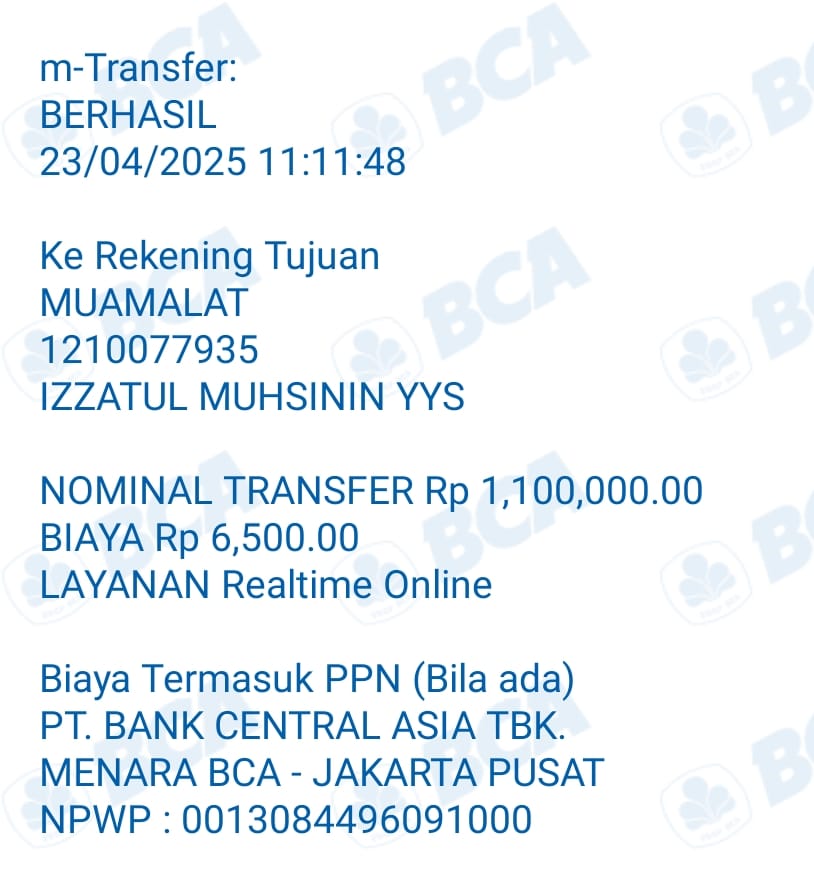 m-Transfer:
BERHASIL
23/04/2025 11:11:48
Ke Rekening Tujuan
MUAMALAT
1210077935
IZZATUL MUHSININ YYS
NOMINAL TRANSFER Rp 1,100,000.00
BIAYA Rp 6,500.00
LAYANAN Realtime Online
Biaya Termasuk PPN (Bila ada)
PT. BANK CENTRAL ASIA TBK.
MENARA BCA - JAKARTA PUSAT
NPWP : 0013084496091000